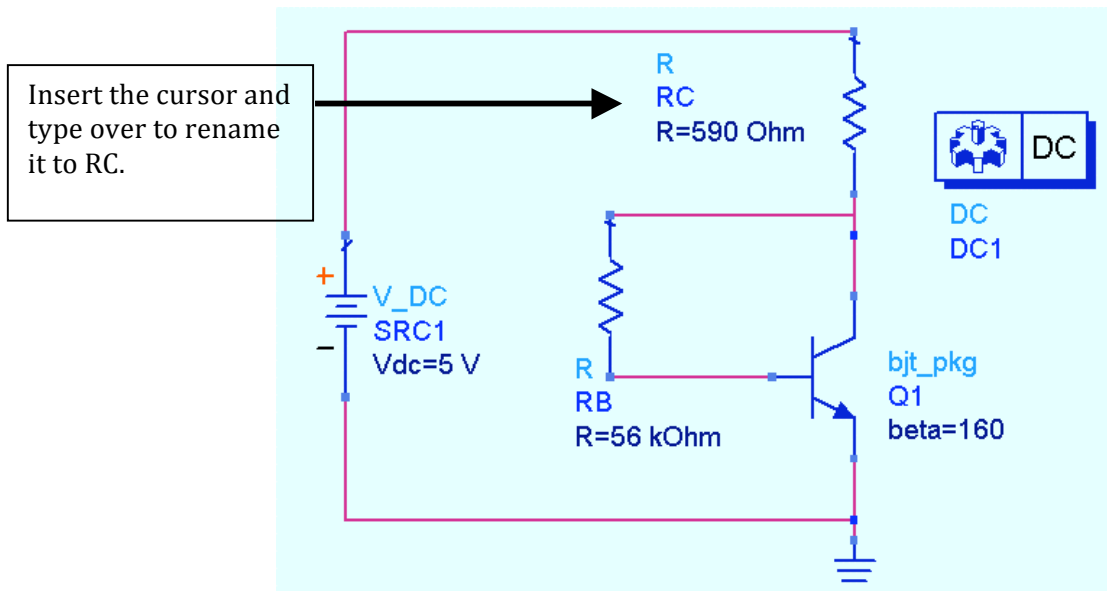 Insert the cursor and
type over to rename
it to RC.
R
RC
R=590 Ohm
DC
DC
DC1
+
V_DC
SRC1
Vdc=5 V
–
R
RB
R=56 kOhm
bjt_pkg
Q1
beta=160